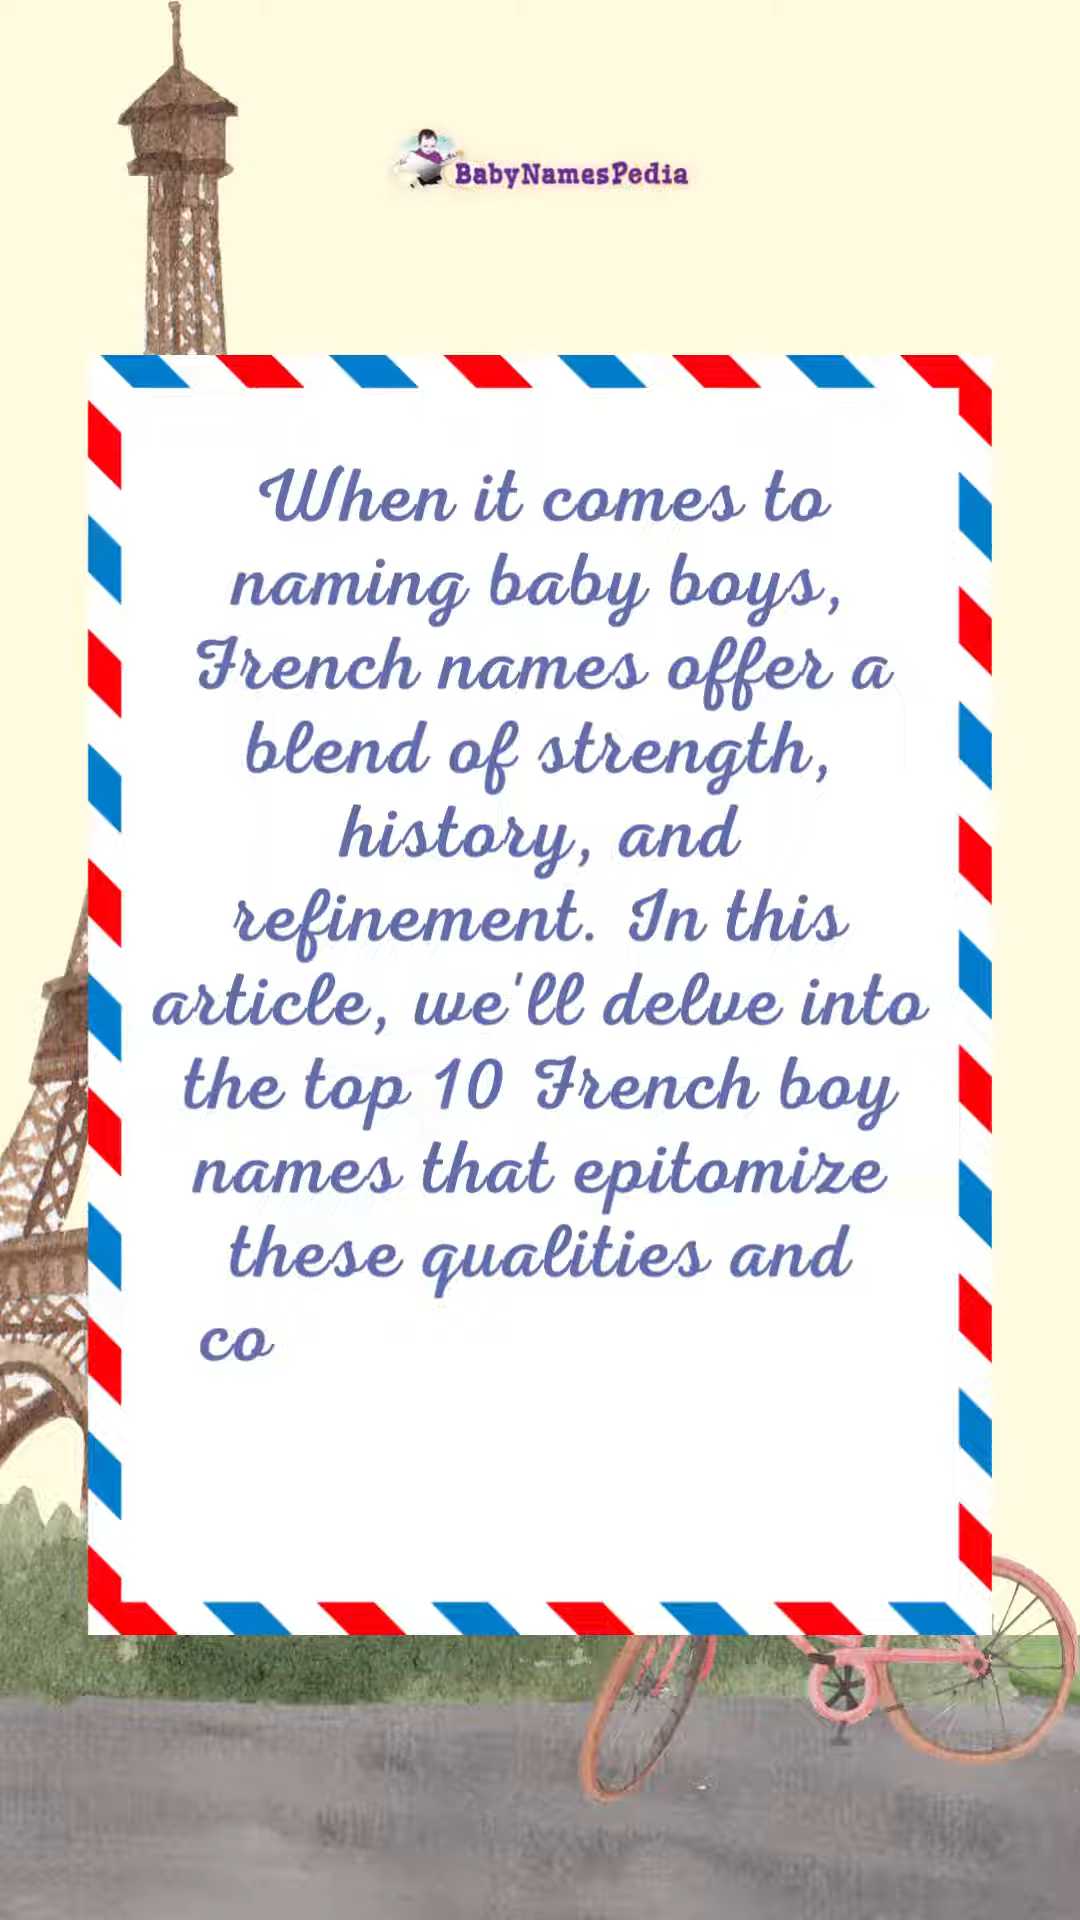 BabyNamesPedia
When it comes to
naming baby boys,
French names offer a
blend of strength,
history, and
refinement. In this
article, we'll delve into
the top 10 French boy
names that epitomize
these qualities and
co